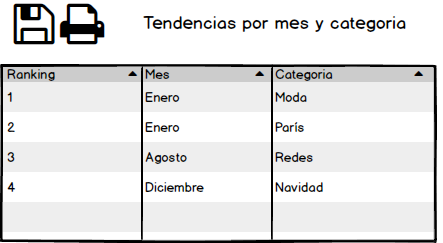 Tendencias por mes y categoria
Ranking Mes Categoria
1 Enero Moda
2 Enero París
3 Agosto Redes
4 Diciembre Navidad